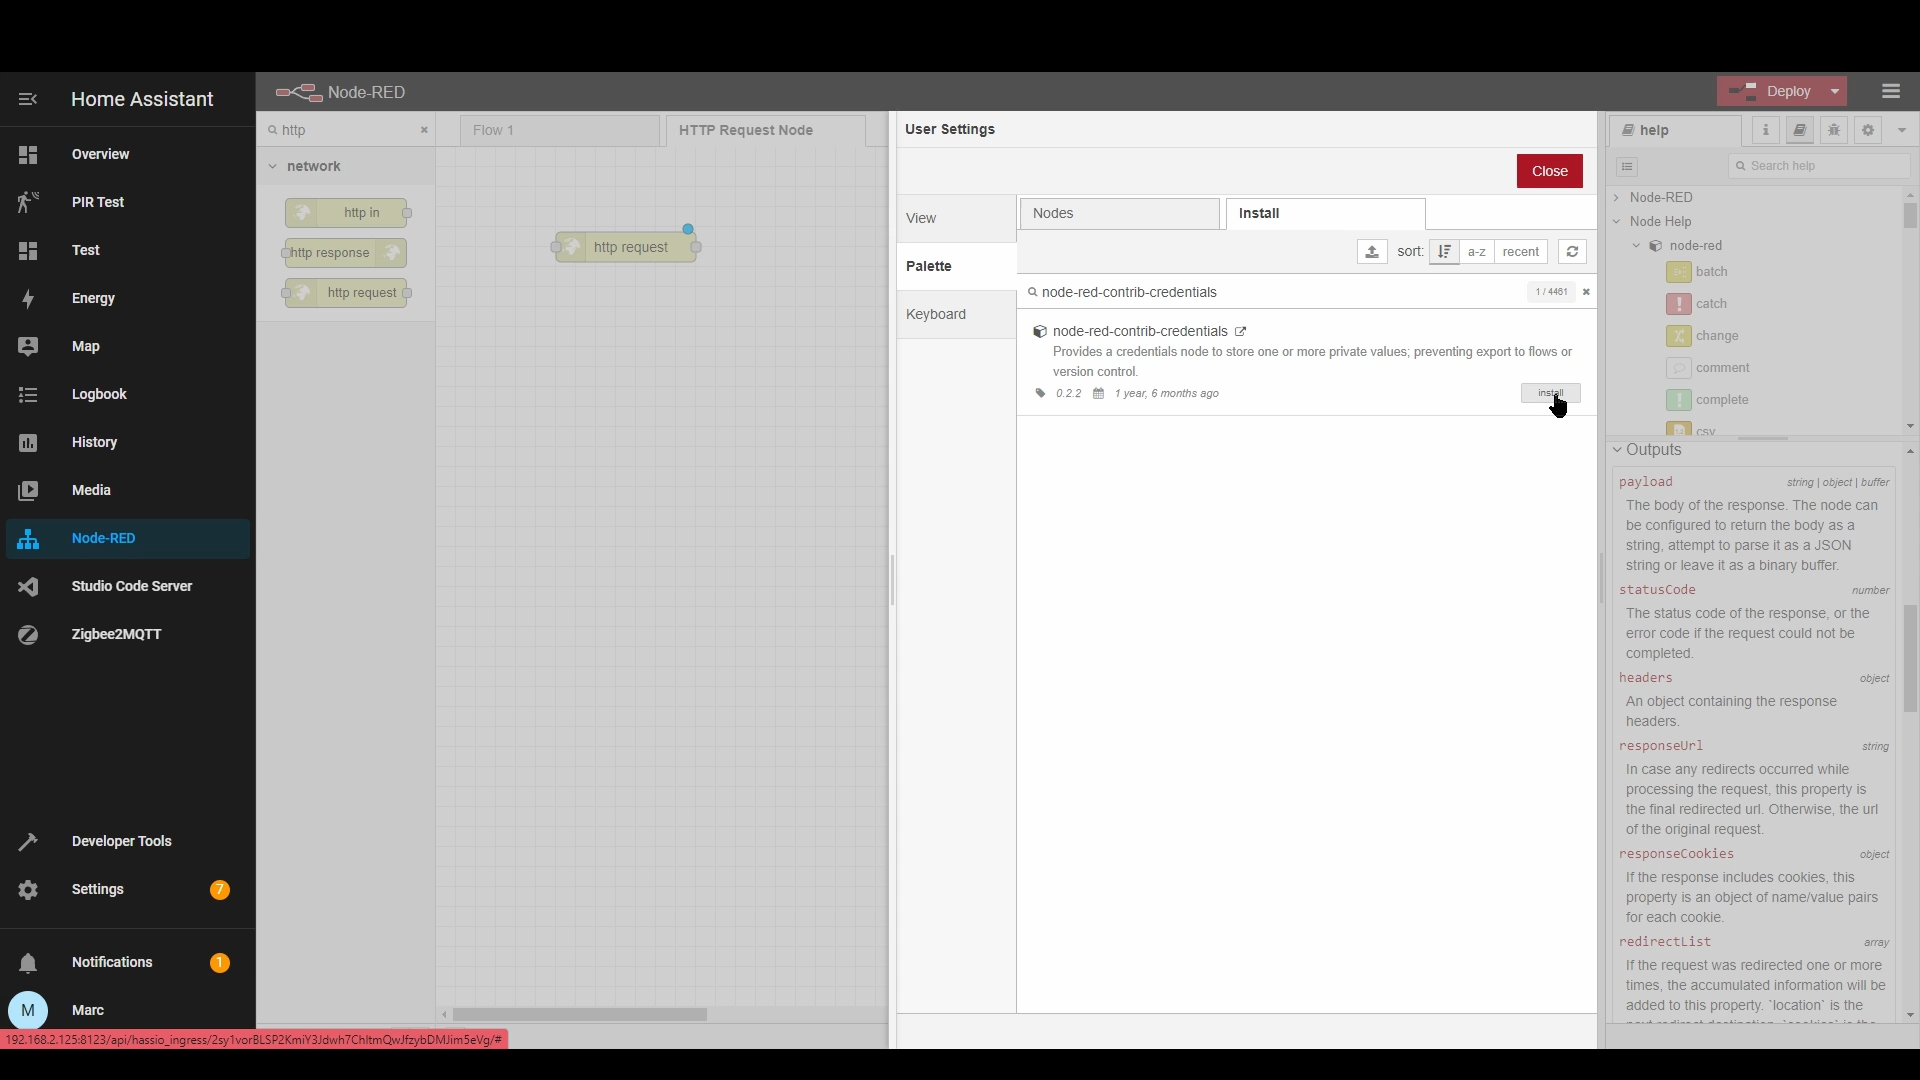 Home Assistant
Overview
PIR Test
Test
Energy
Map
Logbook
History
Media
Node-RED
Studio Code Server
Zigbee2MQTT
Developer Tools
Settings
7
Notifications
1
M
Marc
Node-RED
Deploy
http
network
http in
http response
http request
Flow 1
HTTP Request Node
http request
User Settings
Close
View
Palette
Keyboard
Nodes
Install
sort:
a-z
recent
node-red-contrib-credentials
1 / 4461
node-red-contrib-credentials
Provides a credentials node to store one or more private values; preventing export to flows or
version control.
0.2.2
1 year, 6 months ago
install
help
i
Search help
Node-RED
Node Help
node-red
batch
catch
change
comment
complete
csv
Outputs
payload
string | object | buffer
The body of the response. The node can
be configured to return the body as a
string, attempt to parse it as a JSON
string or leave it as a binary buffer.
statusCode
number
The status code of the response, or the
error code if the request could not be
completed.
headers
object
An object containing the response
headers.
responseUrl
string
In case any redirects occurred while
processing the request, this property is
the final redirected url. Otherwise, the url
of the original request.
responseCookies
object
If the response includes cookies, this
property is an object of name/value pairs
for each cookie.
redirectList
array
If the request was redirected one or more
times, the accumulated information will be
added to this property. `location` is the